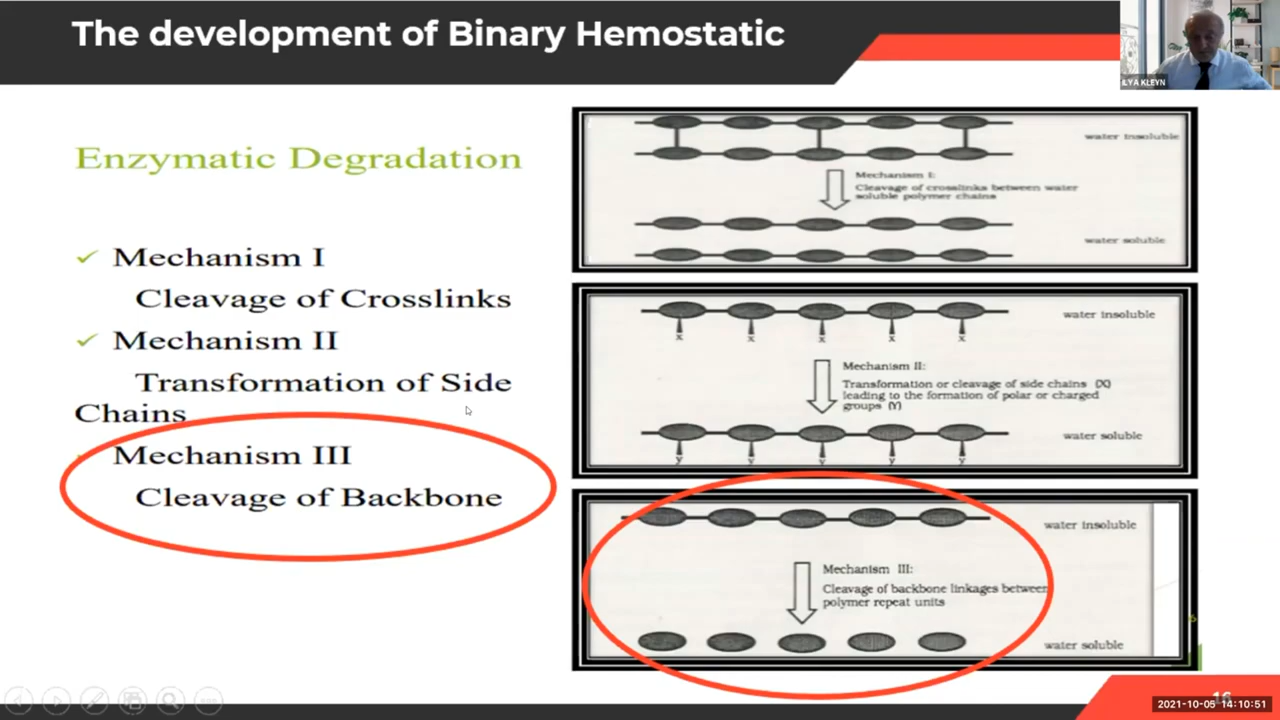 The development of Binary Hemostatic
ILYA KLEYN
Enzymatic Degradation
Mechanism I
Cleavage of Crosslinks
Mechanism II
Transformation of Side
Chains
Mechanism III
Cleavage of Backbone
water insoluble
Mechanism I:
Cleavage of crosslinks between water
soluble polymer chains
water soluble
water insoluble
x x x x x
Mechanism II:
Transformation or cleavage of side chains (X)
leading to the formation of polar or charged
groups (Y)
water soluble
y y y y y
water insoluble
Mechanism III:
Cleavage of backbone linkages between
polymer repeat units
water soluble
16
2021-10-05 14:10:51